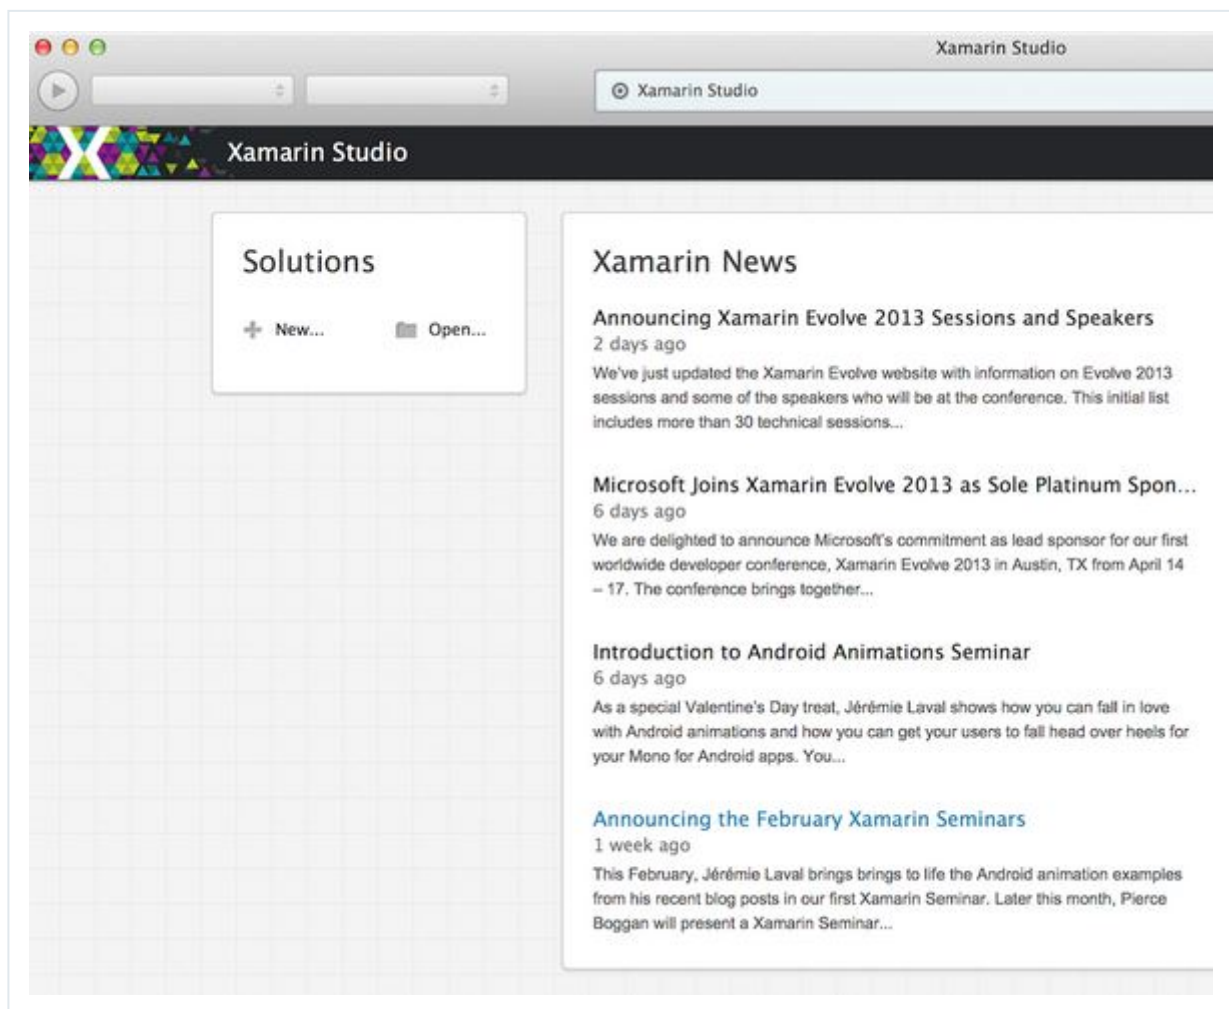 Xamarin Studio
Xamarin Studio
Xamarin Studio
Solutions
New...
Open...
Xamarin News
Announcing Xamarin Evolve 2013 Sessions and Speakers
2 days ago
We've just updated the Xamarin Evolve website with information on Evolve 2013
sessions and some of the speakers who will be at the conference. This initial list
includes more than 30 technical sessions...
Microsoft Joins Xamarin Evolve 2013 as Sole Platinum Spon...
6 days ago
We are delighted to announce Microsoft's commitment as lead sponsor for our first
worldwide developer conference, Xamarin Evolve 2013 in Austin, TX from April 14
– 17. The conference brings together...
Introduction to Android Animations Seminar
6 days ago
As a special Valentine's Day treat, Jérémie Laval shows how you can fall in love
with Android animations and how you can get your users to fall head over heels for
your Mono for Android apps. You...
Announcing the February Xamarin Seminars
1 week ago
This February, Jérémie Laval brings brings to life the Android animation examples
from his recent blog posts in our first Xamarin Seminar. Later this month, Pierce
Boggan will present a Xamarin Seminar...